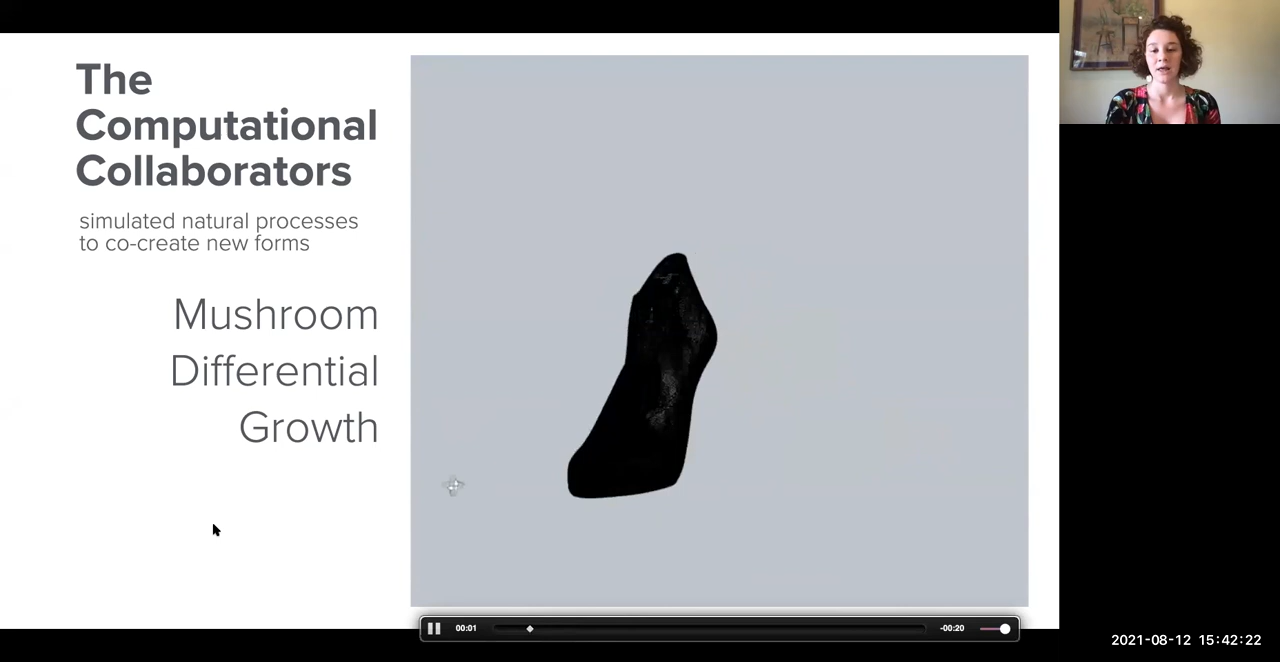 The
Computational
Collaborators
simulated natural processes
to co-create new forms
Mushroom
Differential
Growth
00:01
-00:20
2021-08-12 15:42:22